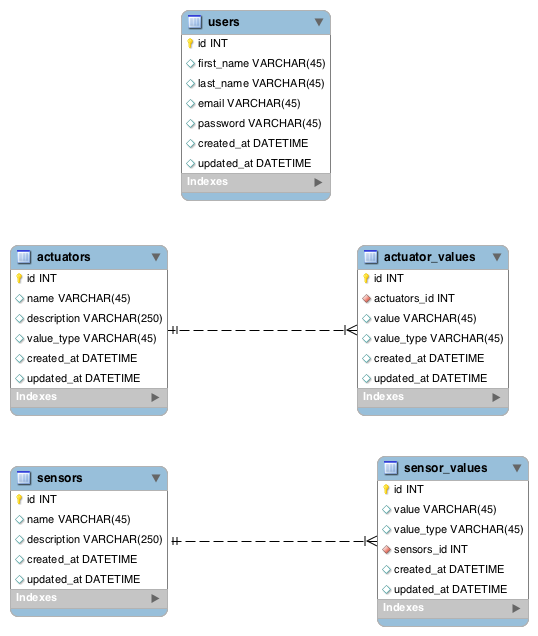 users
id INT
first_name VARCHAR(45)
last_name VARCHAR(45)
email VARCHAR(45)
password VARCHAR(45)
created_at DATETIME
updated_at DATETIME
Indexes
actuators
id INT
name VARCHAR(45)
description VARCHAR(250)
value_type VARCHAR(45)
created_at DATETIME
updated_at DATETIME
Indexes
actuator_values
id INT
actuators_id INT
value VARCHAR(45)
value_type VARCHAR(45)
created_at DATETIME
updated_at DATETIME
Indexes
sensors
id INT
name VARCHAR(45)
description VARCHAR(250)
created_at DATETIME
updated_at DATETIME
Indexes
sensor_values
id INT
value VARCHAR(45)
value_type VARCHAR(45)
sensors_id INT
created_at DATETIME
updated_at DATETIME
Indexes